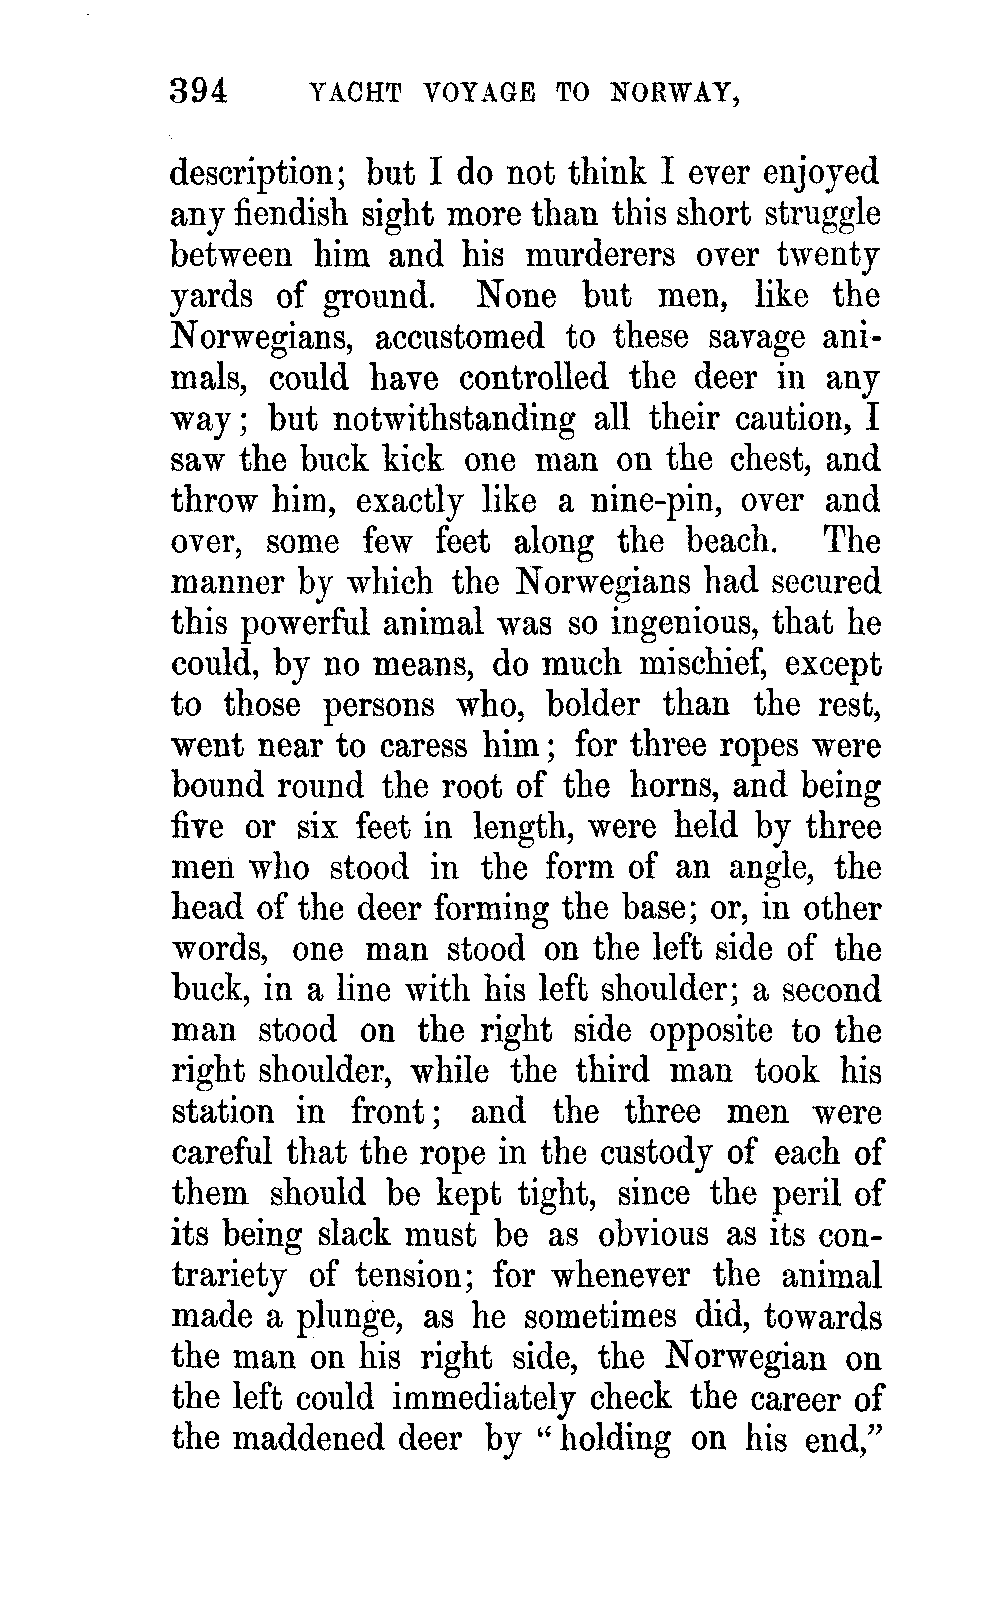 394 YACHT VOYAGE TO NORWAY,
description; but I do not think I ever enjoyed
any fiendish sight more than this short struggle
between him and his murderers over twenty
yards of ground. None but men, like the
Norwegians, accustomed to these savage ani-
mals, could have controlled the deer in any
way; but notwithstanding all their caution, I
saw the buck kick one man on the chest, and
throw him, exactly like a nine-pin, over and
over, some few feet along the beach. The
manner by which the Norwegians had secured
this powerful animal was so ingenious, that he
could, by no means, do much mischief, except
to those persons who, bolder than the rest,
went near to caress him; for three ropes were
bound round the root of the horns, and being
five or six feet in length, were held by three
men who stood in the form of an angle, the
head of the deer forming the base; or, in other
words, one man stood on the left side of the
buck, in a line with his left shoulder; a second
man stood on the right side opposite to the
right shoulder, while the third man took his
station in front; and the three men were
careful that the rope in the custody of each of
them should be kept tight, since the peril of
its being slack must be as obvious as its con-
trariety of tension; for whenever the animal
made a plunge, as he sometimes did, towards
the man on his right side, the Norwegian on
the left could immediately check the career of
the maddened deer by “holding on his end,”